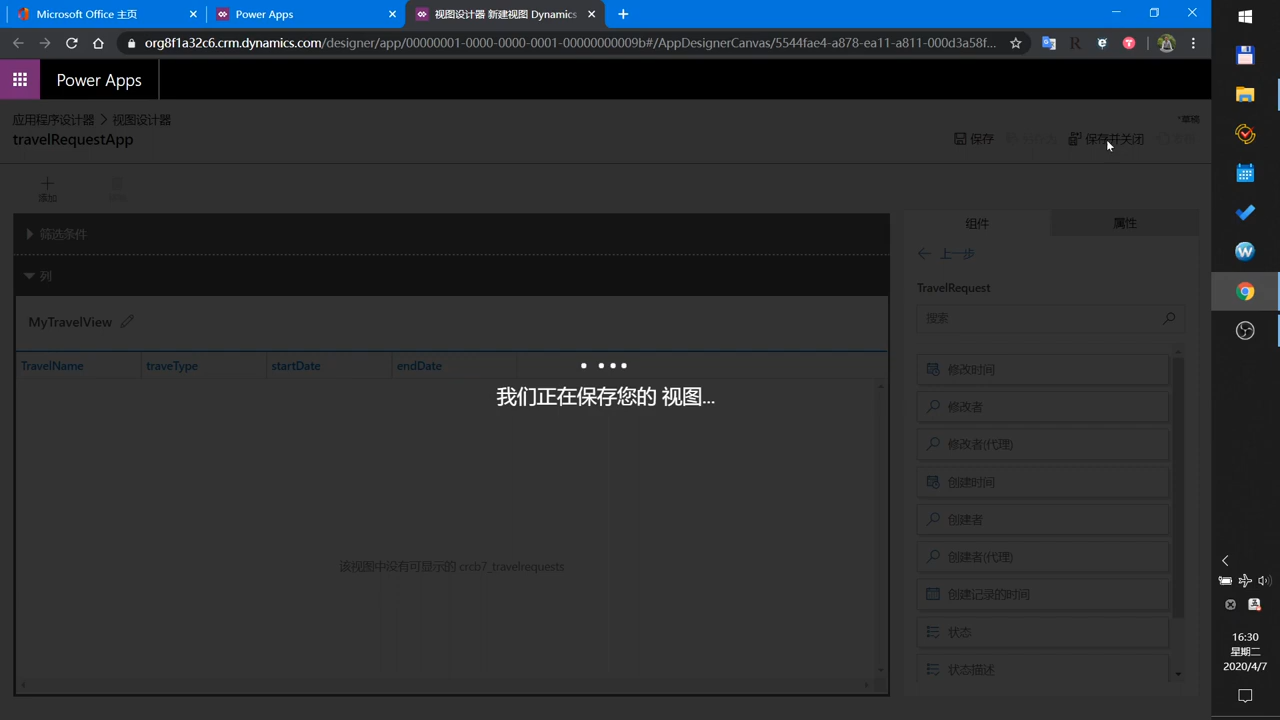 Microsoft Office 主页
Power Apps
视图设计器 新建视图 Dynamics
org8f1a32c6.crm.dynamics.com/designer/app/00000001-0000-0000-0001-00000000009b#/AppDesignerCanvas/5544fae4-a878-ea11-a811-000d3a58f...
Power Apps
应用程序设计器 > 视图设计器
travelRequestApp
*草稿
保存
保存并关闭
添加
筛选条件
列
MyTravelView
TravelName traveType startDate endDate
我们正在保存您的 视图...
该视图中没有可显示的 crcb7_travelrequests
组件
属性
上一步
TravelRequest
搜索
修改时间
修改者
修改者(代理)
创建时间
创建者
创建者(代理)
创建记录的时间
状态
状态描述
16:30
星期二
2020/4/7